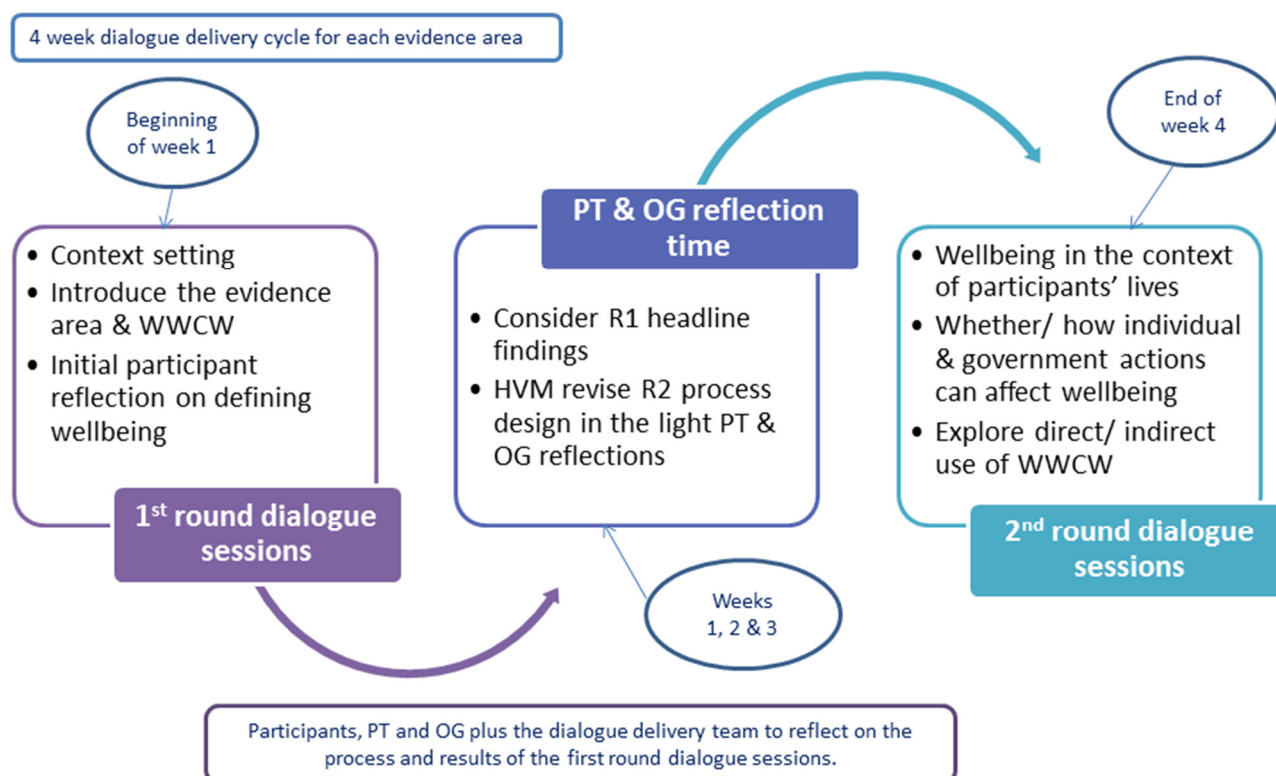 4 week dialogue delivery cycle for each evidence area
Beginning
of week 1
• Context setting
• Introduce the evidence
area & WWCW
• Initial participant
reflection on defining
wellbeing
1st round dialogue
sessions
PT & OG reflection
time
• Consider R1 headline
findings
• HVM revise R2 process
design in the light PT &
OG reflections
Weeks
1, 2 & 3
End of
week 4
• Wellbeing in the context
of participants’ lives
• Whether/ how individual
& government actions
can affect wellbeing
• Explore direct/ indirect
use of WWCW
2nd round dialogue
sessions
Participants, PT and OG plus the dialogue delivery team to reflect on the
process and results of the first round dialogue sessions.